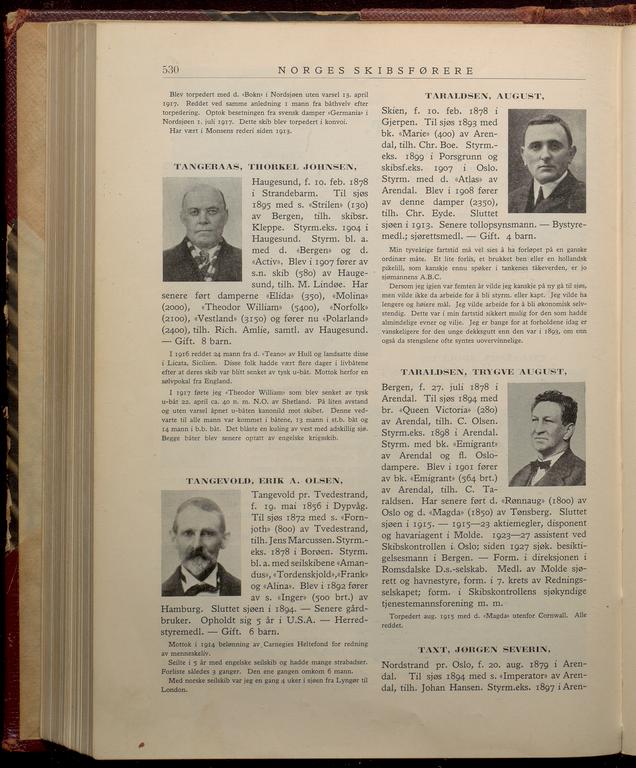 530
NORGES SKIBSFØRERE
Blev torpedert med d. «Bokn» i Nordsjøen uten varsel 13. april
1917. Reddet ved samme anledning 1 mann fra båthvelv efter
torpedering. Optok besetningen fra svensk damper «Germania» i
Nordsjøen 1. juli 1917. Dette skib blev torpedert i konvoi.
Har vært i Monsens rederi siden 1913.
TANGERAAS, THORKEL JOHNSEN,
Haugesund, f. 10. feb. 1878
i Strandebarm. Til sjøs
1895 med s. «Strilen» (130)
av Bergen, tilh. skibsr.
Kleppe. Styrm.eks. 1904 i
Haugesund. Styrm. bl. a.
med d. «Bergen» og d.
«Activ». Blev i 1907 fører av
s.n. skib (580) av Hauge-
sund, tilh. M. Lindøe. Har
senere ført damperne «Elida» (350), «Molina»
(2000), «Theodor William» (5400), «Norfolk»
(2100), «Vestland» (3150) og fører nu «Polarland»
(2400), tilh. Rich. Amlie, samtl. av Haugesund.
— Gift. 8 barn.
I 1916 reddet 24 mann fra d. «Teano» av Hull og landsatte disse
i Licata, Sicilien. Disse folk hadde vært flere dager i livbåtene
efter at deres skib var blitt senket av tysk u-båt. Mottok herfor en
sølvpokal fra England.
I 1917 førte jeg «Theodor William» som blev senket av tysk
u-båt 22. april ca. 40 n. m. N.O. av Shetland. På liten avstand
og uten varsel åpnet u-båten kanonild mot skibet. Denne ved-
varte til alle mann var kommet i båtene, 13 mann i st.b. båt og
14 mann i b.b. båt. Det blåste en kuling av vest med adskillig sjø.
Begge båter blev senere optatt av engelske krigsskib.
TANGEVOLD, ERIK A. OLSEN,
Tangevold pr. Tvedestrand,
f. 19. mai 1856 i Dypvåg.
Til sjøs 1872 med s. «Forn-
joth» (800) av Tvedestrand,
tilh. Jens Marcussen. Styrm.-
eks. 1878 i Borøen. Styrm.
bl. a. med seilskibene «Aman-
dus», «Tordenskjold», «Frank»
og «Alina». Blev i 1892 fører
av s. «Inger» (500 brt.) av
Hamburg. Sluttet sjøen i 1894. — Senere gård-
bruker. Opholdt sig 5 år i U.S.A. — Herred-
styremedl. — Gift. 6 barn.
Mottok i 1914 belønning av Carnegies Heltefond for redning
av menneskeliv.
Seilte i 5 år med engelske seilskib og hadde mange strabadser.
Forliste således 3 ganger. Den ene gangen omkom 6 mann.
Med norske seilskib var jeg en gang 4 uker i sjøen fra Lyngør til
London.
TARALDSEN, AUGUST,
Skien, f. 10. feb. 1878 i
Gjerpen. Til sjøs 1893 med
bk. «Marie» (400) av Aren-
dal, tilh. Chr. Boe. Styrm.-
eks. 1899 i Porsgrunn og
skibsf.eks. 1907 i Oslo.
Styrm. med d. «Atlas» av
Arendal. Blev i 1908 fører
av denne damper (2350),
tilh. Chr. Eyde. Sluttet
sjøen i 1913. Senere tollopsynsmann. — Bystyre-
medl.; sjørettsmedl. — Gift. 4 barn.
Min tyveårige fartstid må vel sies å ha forløpet på en ganske
ordinær måte. Et lite forlis, et brukket ben eller en hollandsk
pikelill, som kanskje ennu spøker i tankenes tåkeverden, er jo
sjømannens A.B.C.
Dersom jeg igjen var femten år vilde jeg kanskje på ny gå til sjøs,
men vilde ikke da arbeide for å bli styrm. eller kapt. Jeg vilde ha
lengere og høiere mål. Jeg vilde arbeide for å bli økonomisk selv-
stendig. Dette var i min fartstid sikkert mulig for den som hadde
almindelige evner og vilje. Jeg er bange for at forholdene idag er
vanskeligere for den unge dekksgutt enn den var i 1893, om enn
også da stengslene ofte syntes uovervinnelige.
TARALDSEN, TRYGVE AUGUST,
Bergen, f. 27. juli 1878 i
Arendal. Til sjøs 1894 med
br. «Queen Victoria» (280)
av Arendal, tilh. C. Olsen.
Styrm.eks. 1898 i Arendal.
Styrm. med bk. «Emigrant»
av Arendal og fl. Oslo-
dampere. Blev i 1901 fører
av bk. «Emigrant» (564 brt.)
av Arendal, tilh. C. Ta-
raldsen. Har senere ført d. «Rønnaug» (1800) av
Oslo og d. «Magda» (1850) av Tønsberg. Sluttet
sjøen i 1915. — 1915—23 aktiemegler, disponent
og havariagent i Molde. 1923—27 assistent ved
Skibskontrollen i Oslo; siden 1927 sjøk. besikti-
gelsesmann i Bergen. — Form. i direksjonen i
Romsdalske D.s.-selskab. Medl. av Molde sjø-
rett og havnestyre, form. i 7. krets av Rednings-
selskapet; form. i Skibskontrollens sjøkyndige
tjenestemannsforening m. m.
Torpedert aug. 1915 med d. «Magda» utenfor Cornwall. Alle
reddet.
TAXT, JØRGEN SEVERIN,
Nordstrand pr. Oslo, f. 20. aug. 1879 i Aren-
dal. Til sjøs 1894 med s. «Imperator» av Aren-
dal, tilh. Johan Hansen. Styrm.eks. 1897 i Aren-